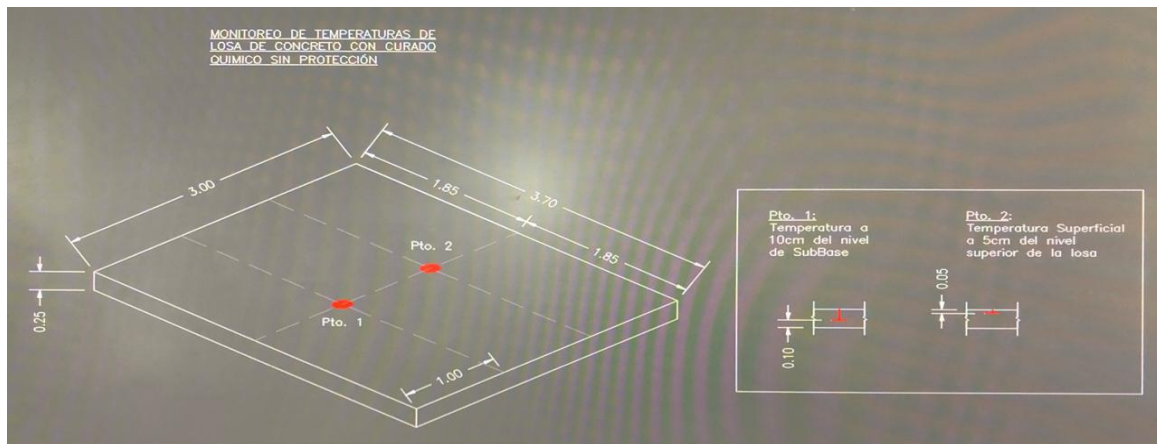 MONITOREO DE TEMPERATURAS DE
LOSA DE CONCRETO CON CURADO
QUIMICO SIN PROTECCIÓN
3.00
1.85
3.70
1.85
Pto. 2
Pto. 1
0.25
1.00
Pto. 1:
Temperatura a
10cm del nivel
de SubBase
0.10
Pto. 2:
Temperatura Superficial
a 5cm del nivel
superior de la losa
0.05